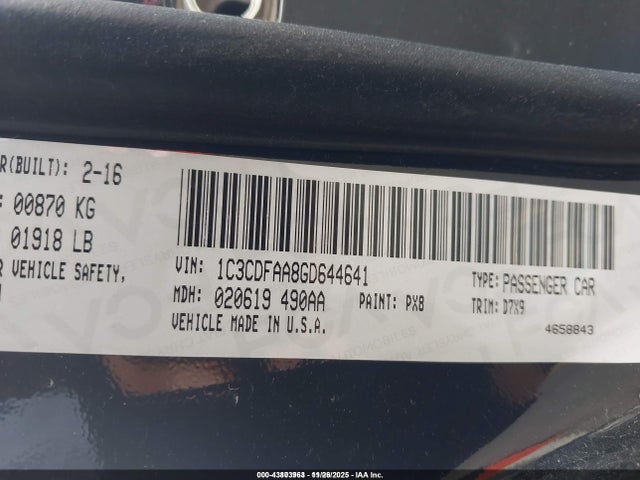 R(BUILT): 2-16
: 00870 KG
01918 LB
R VEHICLE SAFETY,
VIN: 1C3CDFAA8GD644641
TYPE: PASSENGER CAR
MDH: 020619 490AA PAINT: PX8 TRIM: D7X9
VEHICLE MADE IN U.S.A.
4658843
000-43803963 - 11/26/2025 - IAA Inc.